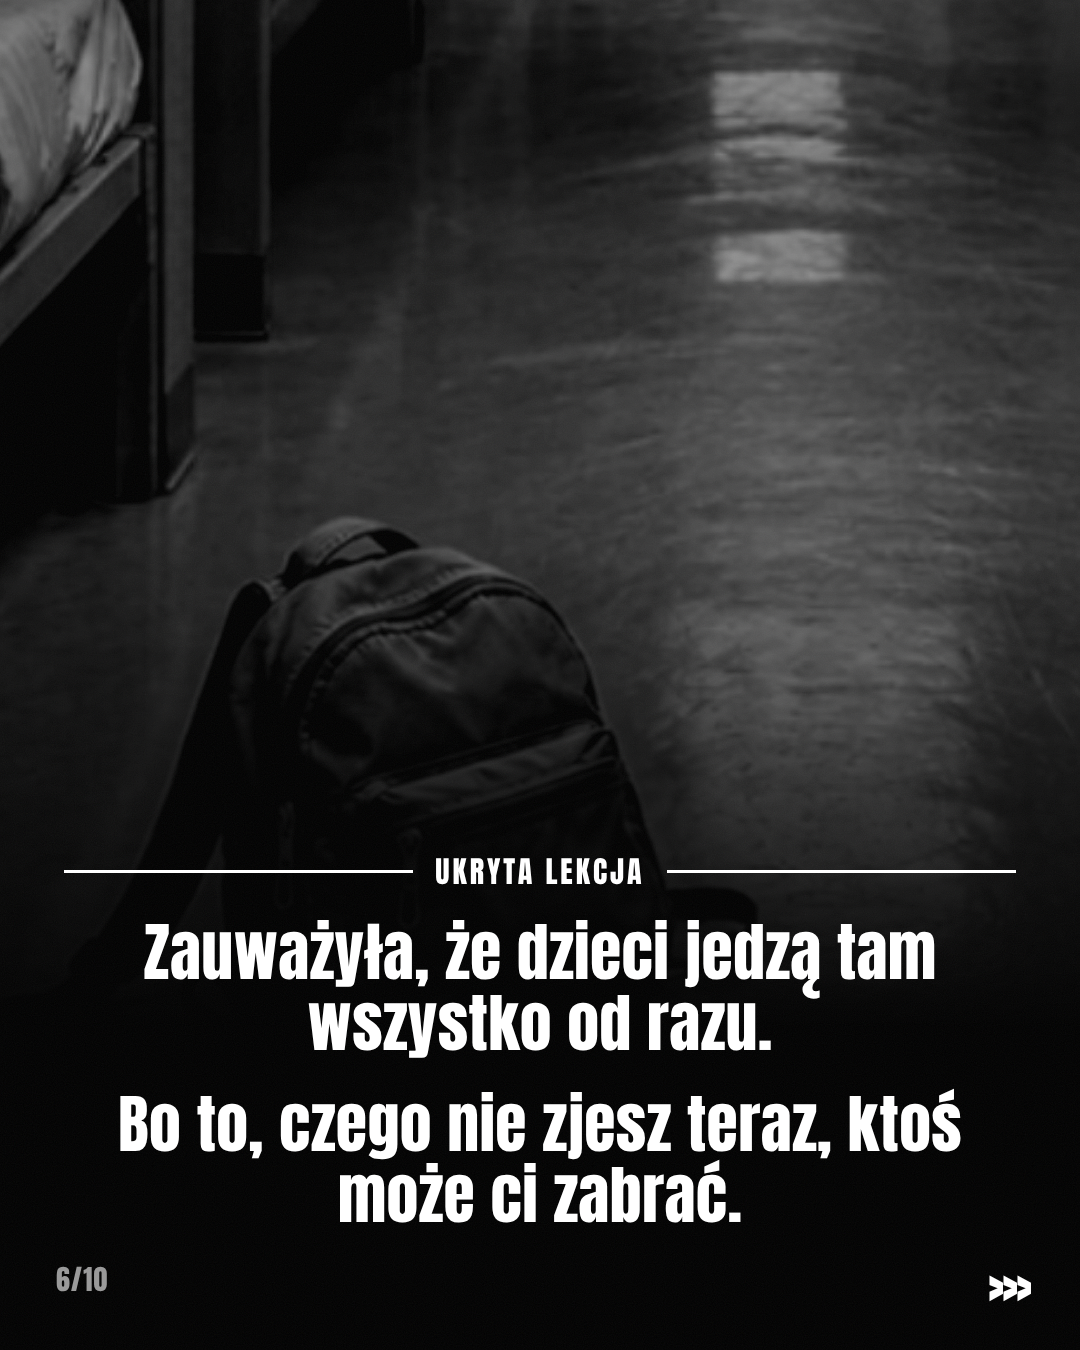 UKRYTA LEKCJA
Zauważyła, że dzieci jedzą tam
wszystko od razu.
Bo to, czego nie zjesz teraz, ktoś
może ci zabrać.
6/10
>>>